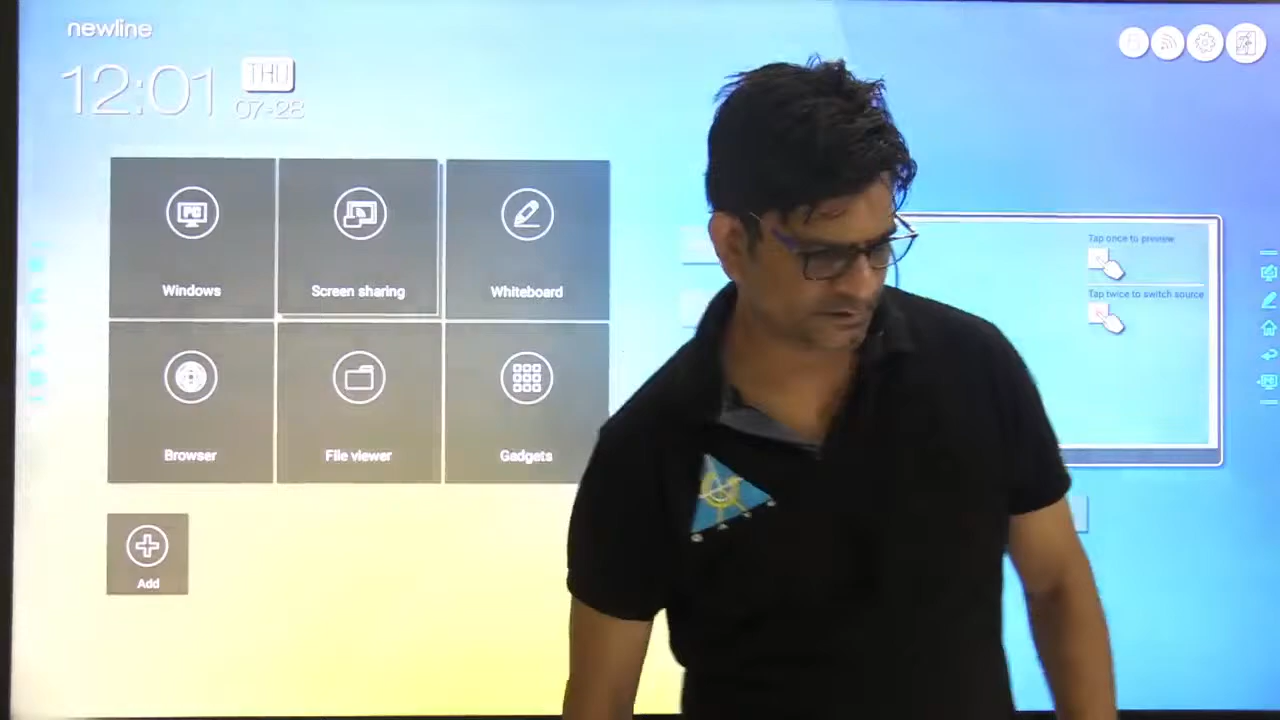 newline
12:01
THU
07-28
PC
Windows
Screen sharing
Whiteboard
Browser
File viewer
Gadgets
Add
Tap once to preview
Tap twice to switch source